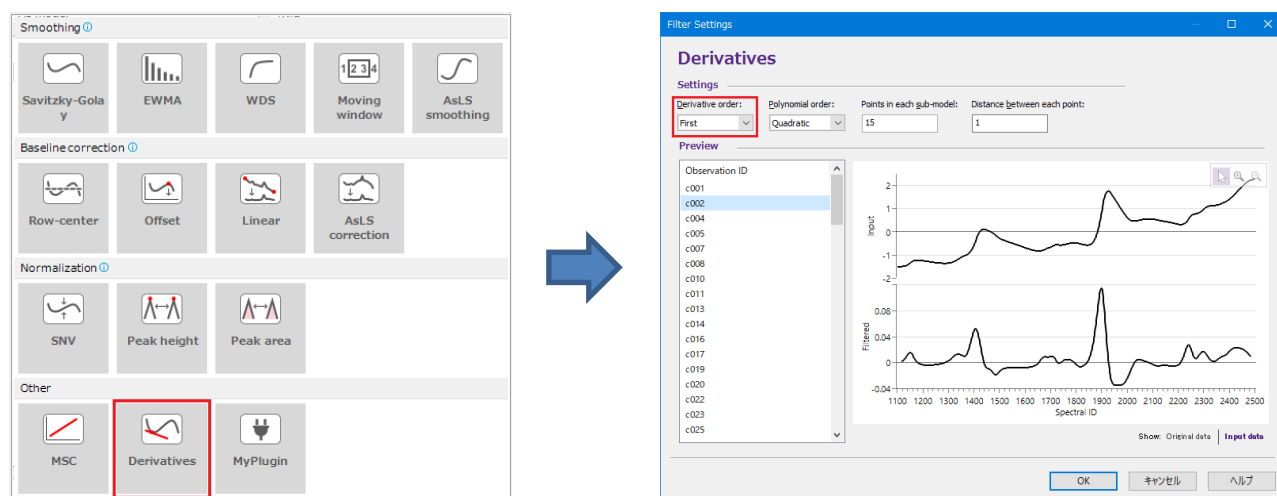 Smoothing
1 2 3 4
Savitzky-Gola
y
EWMA
WDS
Moving
window
AsLS
smoothing
Baseline correction
Row-center
Offset
Linear
AsLS
correction
Normalization
SNV
Peak height
Peak area
Other
MSC
Derivatives
MyPlugin
Filter Settings
Derivatives
Settings
Derivative order:
Polynomial order:
Points in each sub-model:
Distance between each point:
First
Quadratic
15
1
Preview
Observation ID
c001
c002
c004
c005
c007
c008
c010
c011
c013
c014
c016
c017
c019
c020
c022
c023
c025
Input
2
1
0
-1
-2
Filtered
0.08
0.04
0
-0.04
1100 1200 1300 1400 1500 1600 1700 1800 1900 2000 2100 2200 2300 2400 2500
Spectral ID
Show: Original data Input data
OK
キャンセル
ヘルプ